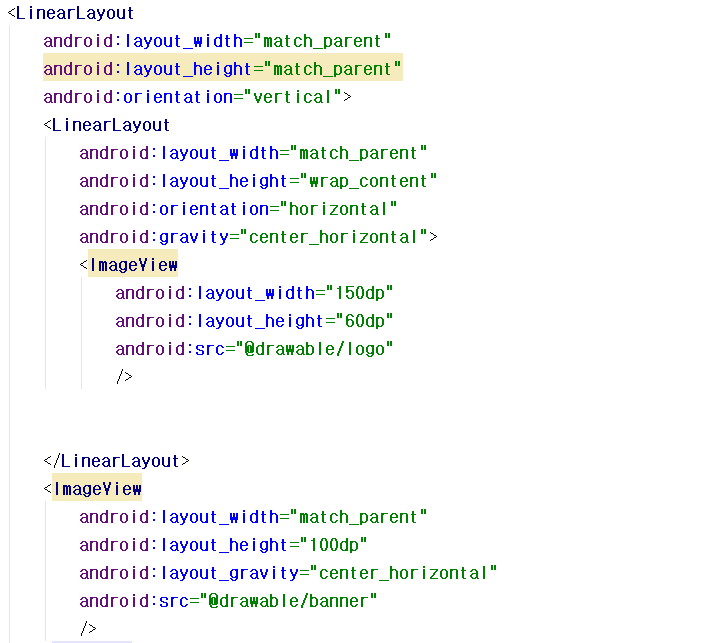 <LinearLayout
android:layout_width="match_parent"
android:layout_height="match_parent"
android:orientation="vertical">
<LinearLayout
android:layout_width="match_parent"
android:layout_height="wrap_content"
android:orientation="horizontal"
android:gravity="center_horizontal">
<ImageView
android:layout_width="150dp"
android:layout_height="60dp"
android:src="@drawable/logo"
/>
</LinearLayout>
<ImageView
android:layout_width="match_parent"
android:layout_height="100dp"
android:layout_gravity="center_horizontal"
android:src="@drawable/banner"
/>